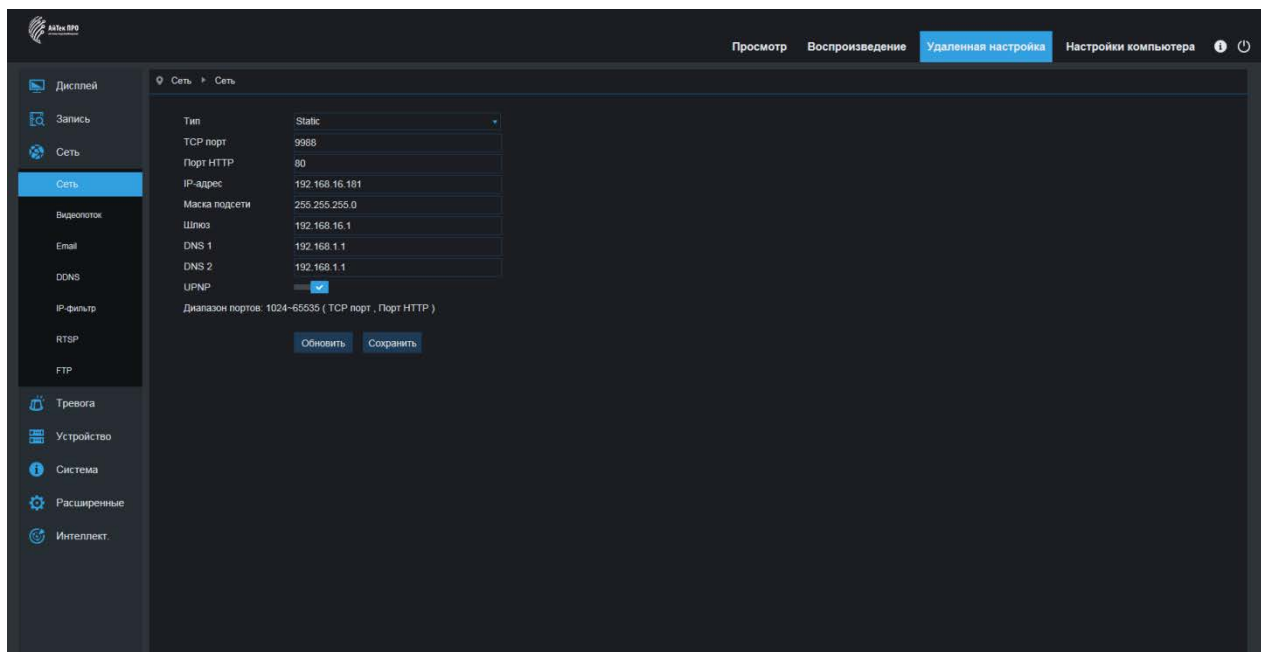 АйТек ПРО
Просмотр Воспроизведение Удаленная настройка Настройки компьютера
Дисплей
Запись
Сеть
Сеть
Видеопоток
Email
DDNS
IP-фильтр
RTSP
FTP
Тревога
Устройство
Система
Расширенные
Интеллект.
Сеть Сеть
Тип Static
TCP порт 9988
Порт HTTP 80
IP-адрес 192.168.16.181
Маска подсети 255.255.255.0
Шлюз 192.168.16.1
DNS 1 192.168.1.1
DNS 2 192.168.1.1
UPNP
Диапазон портов: 1024~65535 ( TCP порт , Порт HTTP )
Обновить Сохранить